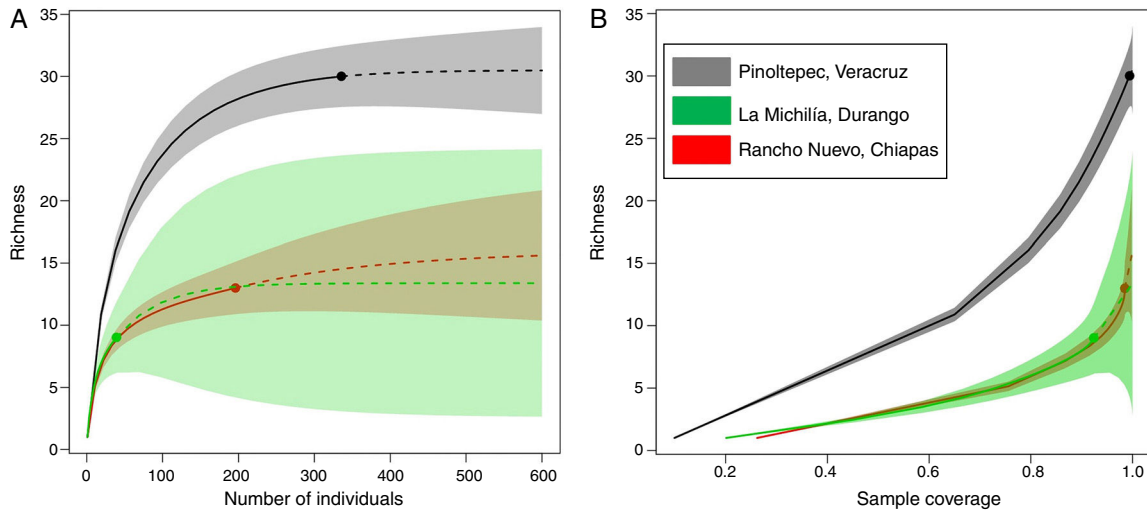 A
35
30
25
20
15
10
5
0
Richness
0 100 200 300 400 500 600
Number of individuals
B
35
30
25
20
15
10
5
0
Richness
Pinoltepec, Veracruz
La Michilía, Durango
Rancho Nuevo, Chiapas
0.2 0.4 0.6 0.8 1.0
Sample coverage